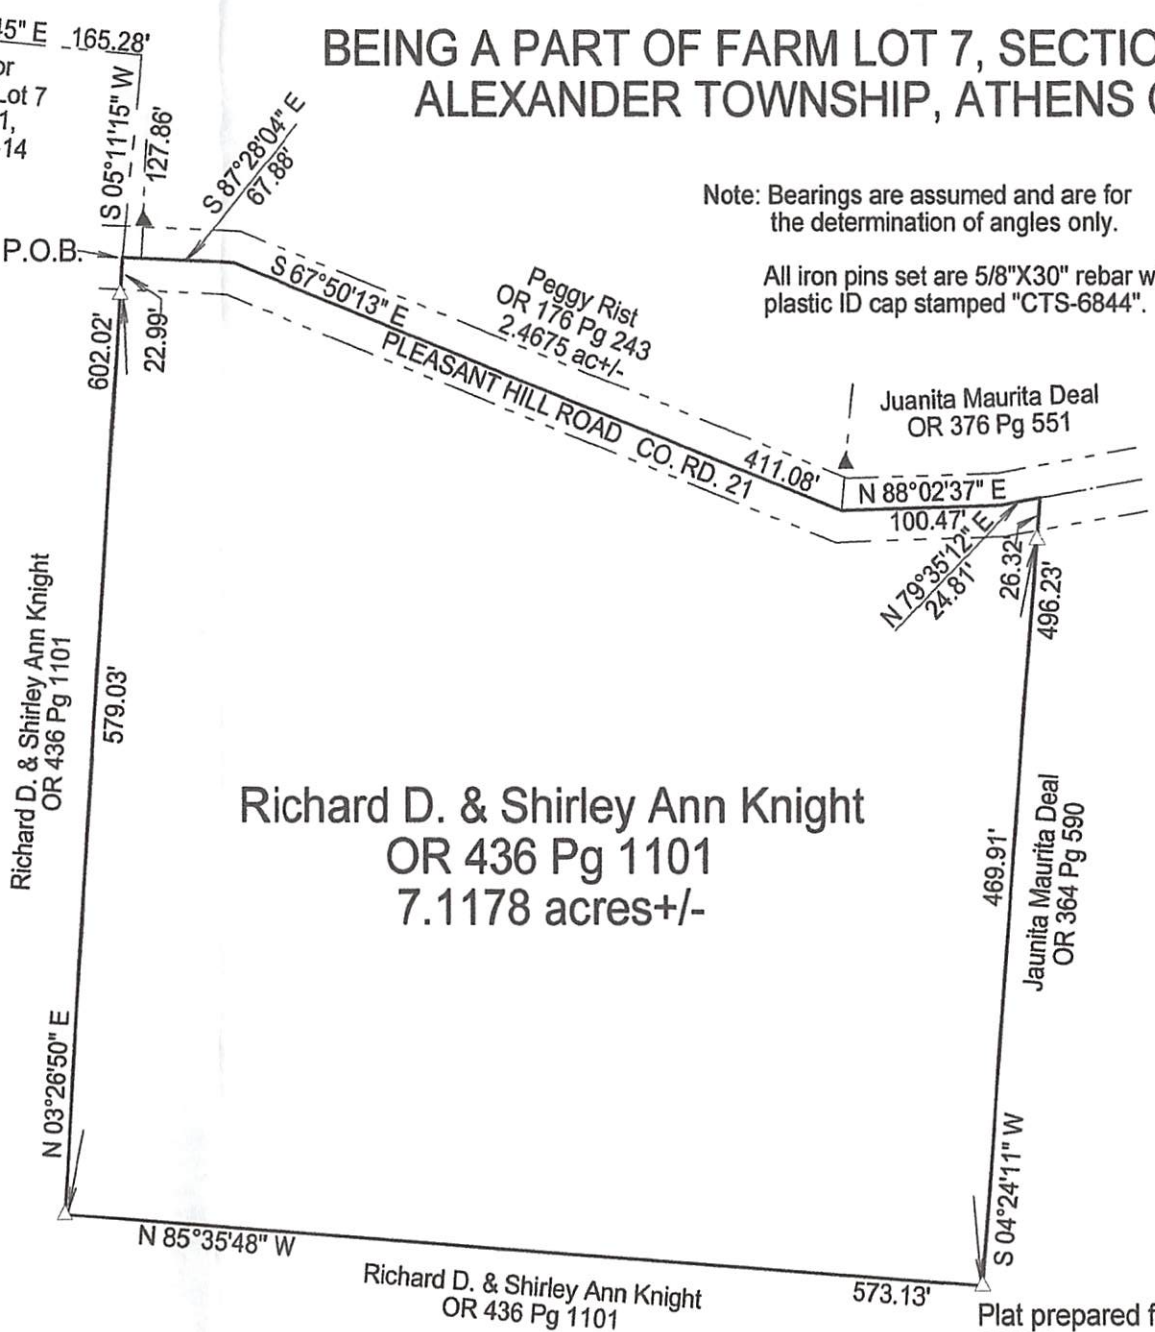 165.28'
BEING A PART OF FARM LOT 7,
ALEXANDER TOWNSHIP, ATHENS
Lot 7
14
S 05°11'15" W
127.86'
S 87°28'04" E
67.88'
Note: Bearings are assumed and are for
the determination of angles only.
All iron pins set are 5/8"X30" rebar
plastic ID cap stamped "CTS-6844".
P.O.B.
S 67°50'13" E
Peggy Rist
OR 176 Pg 243
2.4675 ac+/-
PLEASANT HILL ROAD CO. RD. 21
411.08'
602.02'
22.99'
Juanita Maurita Deal
OR 376 Pg 551
N 88°02'37" E
100.47'
N 79°35'12" E
24.81'
26.32'
496.23'
Richard D. & Shirley Ann Knight
OR 436 Pg 1101
579.03'
Richard D. & Shirley Ann Knight
OR 436 Pg 1101
7.1178 acres+/-
469.91'
Jaunita Maurita Deal
OR 364 Pg 590
N 03°26'50" E
S 04°24'11" W
N 85°35'48" W
573.13'
Richard D. & Shirley Ann Knight
OR 436 Pg 1101
Plat prepared